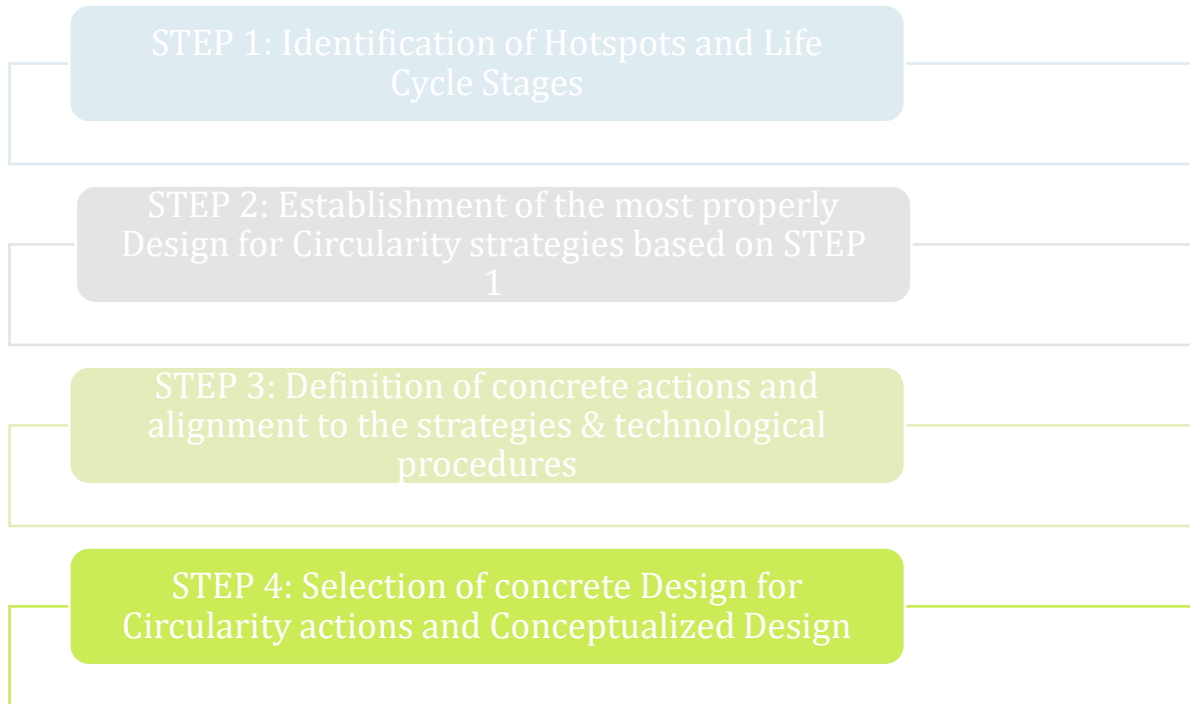 STEP 1: Identification of Hotspots and Life
Cycle Stages
STEP 2: Establishment of the most properly
Design for Circularity strategies based on STEP
1
STEP 3: Definition of concrete actions and
alignment to the strategies & technological
procedures
STEP 4: Selection of concrete Design for
Circularity actions and Conceptualized Design